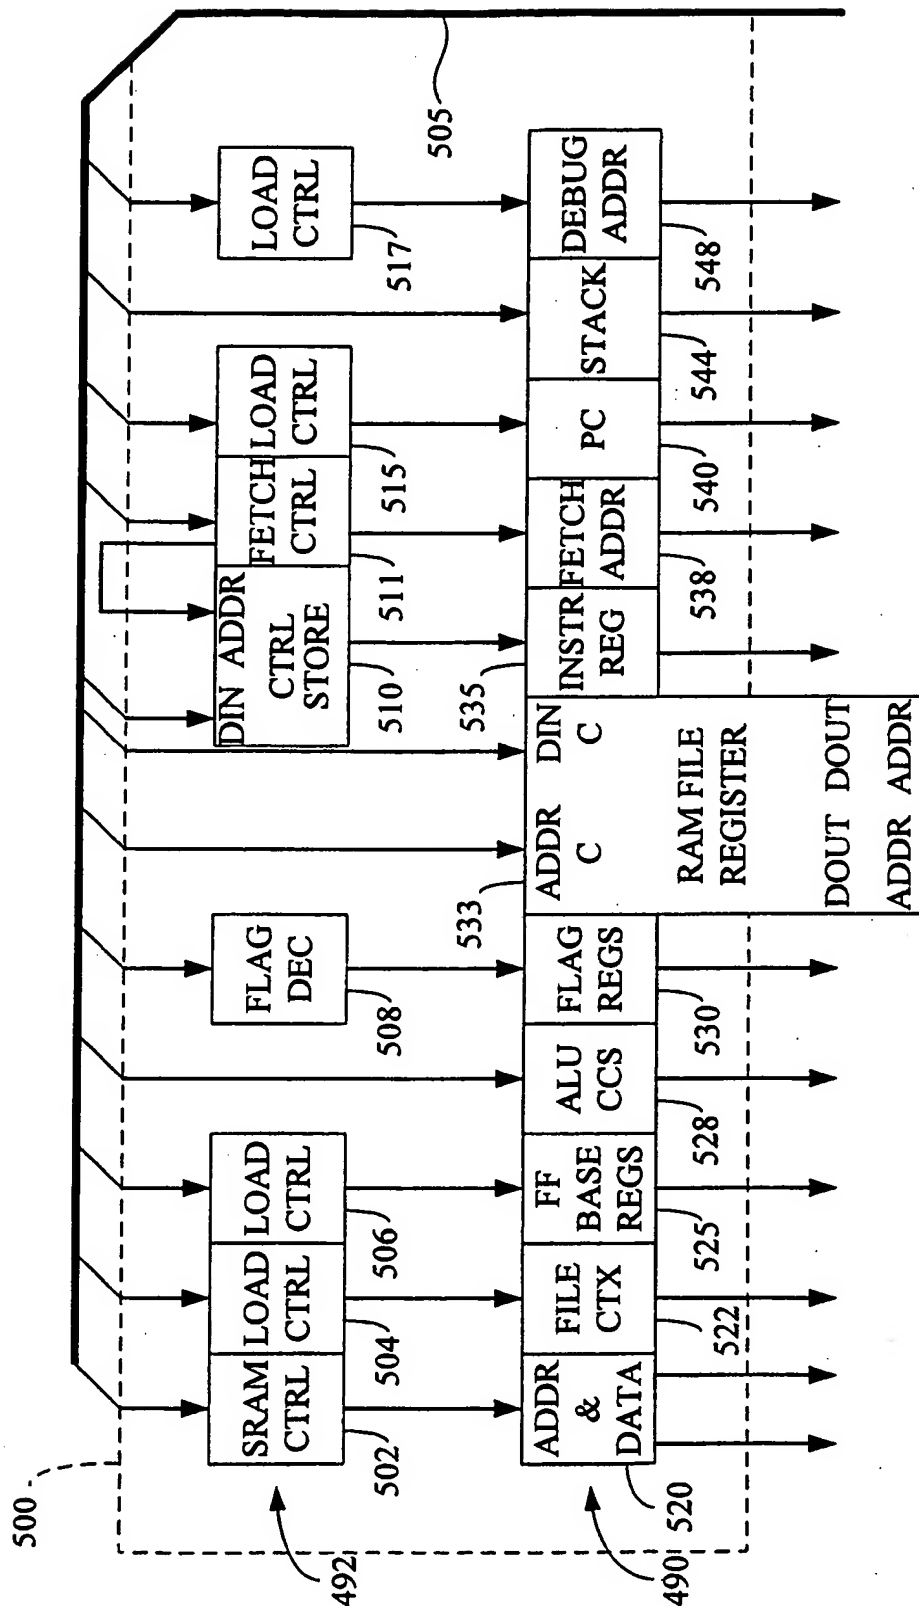 500
492
SRAM
CTRL
502
LOAD
CTRL
504
LOAD
CTRL
506
FLAG
DEC
508
DIN ADDR
CTRL
STORE
510
FETCH
CTRL
511
LOAD
CTRL
515
LOAD
CTRL
517
505
490
ADDR
&
DATA
520
FILE
CTX
522
FF
BASE
REGS
525
ALU
CCS
528
FLAG
REGS
530
533
ADDR DIN
C C
RAM FILE
REGISTER
DOUT DOUT
ADDR ADDR
535
INSTR
REG
FETCH
ADDR
538
PC
540
STACK
544
DEBUG
ADDR
548